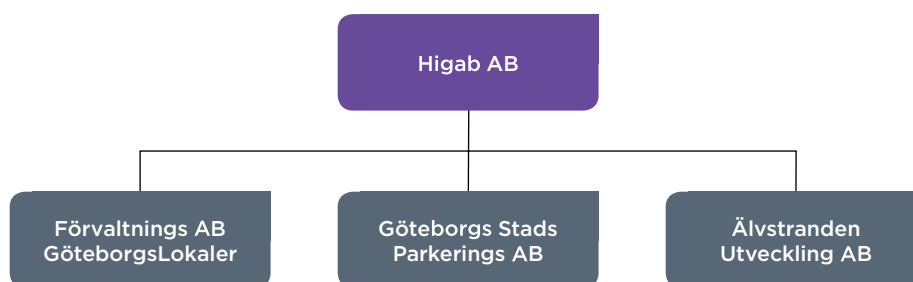 Higab AB
Förvaltnings AB
GöteborgsLokaler
Göteborgs Stads
Parkerings AB
Älvstranden
Utveckling AB